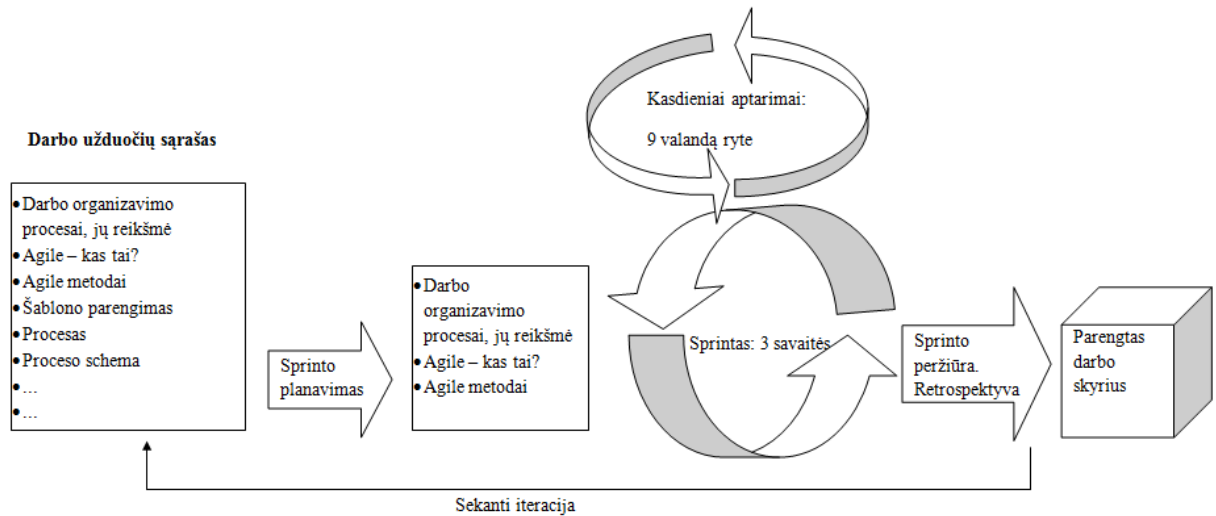 Darbo užduočių sąrašas
• Darbo organizavimo
procesai, jų reikšmė
• Agile – kas tai?
• Agile metodai
• Šablono parengimas
• Procesas
• Proceso schema
• ...
• ...
Sprinto
planavimas
• Darbo
organizavimo
procesai, jų reikšmė
• Agile – kas tai?
• Agile metodai
Kasdieniai aptarimai:
9 valandą ryte
Sprintas: 3 savaitės
Sprinto
peržiūra.
Retrospektyva
Parengtas
darbo
skyrius
Sekanti iteracija